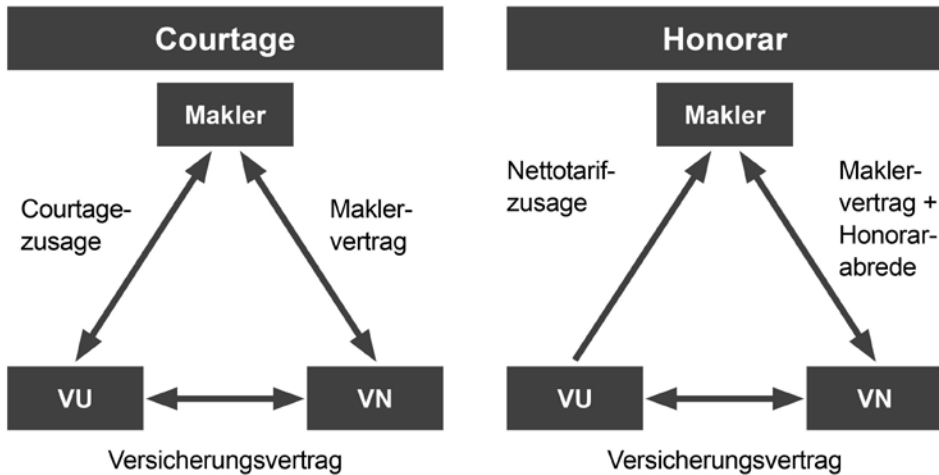 Courtage
Makler
Courtage-
zusage
Makler-
vertrag
VU
VN
Versicherungsvertrag
Honorar
Makler
Nettotarif-
zusage
Makler-
vertrag +
Honorar-
abrede
VU
VN
Versicherungsvertrag